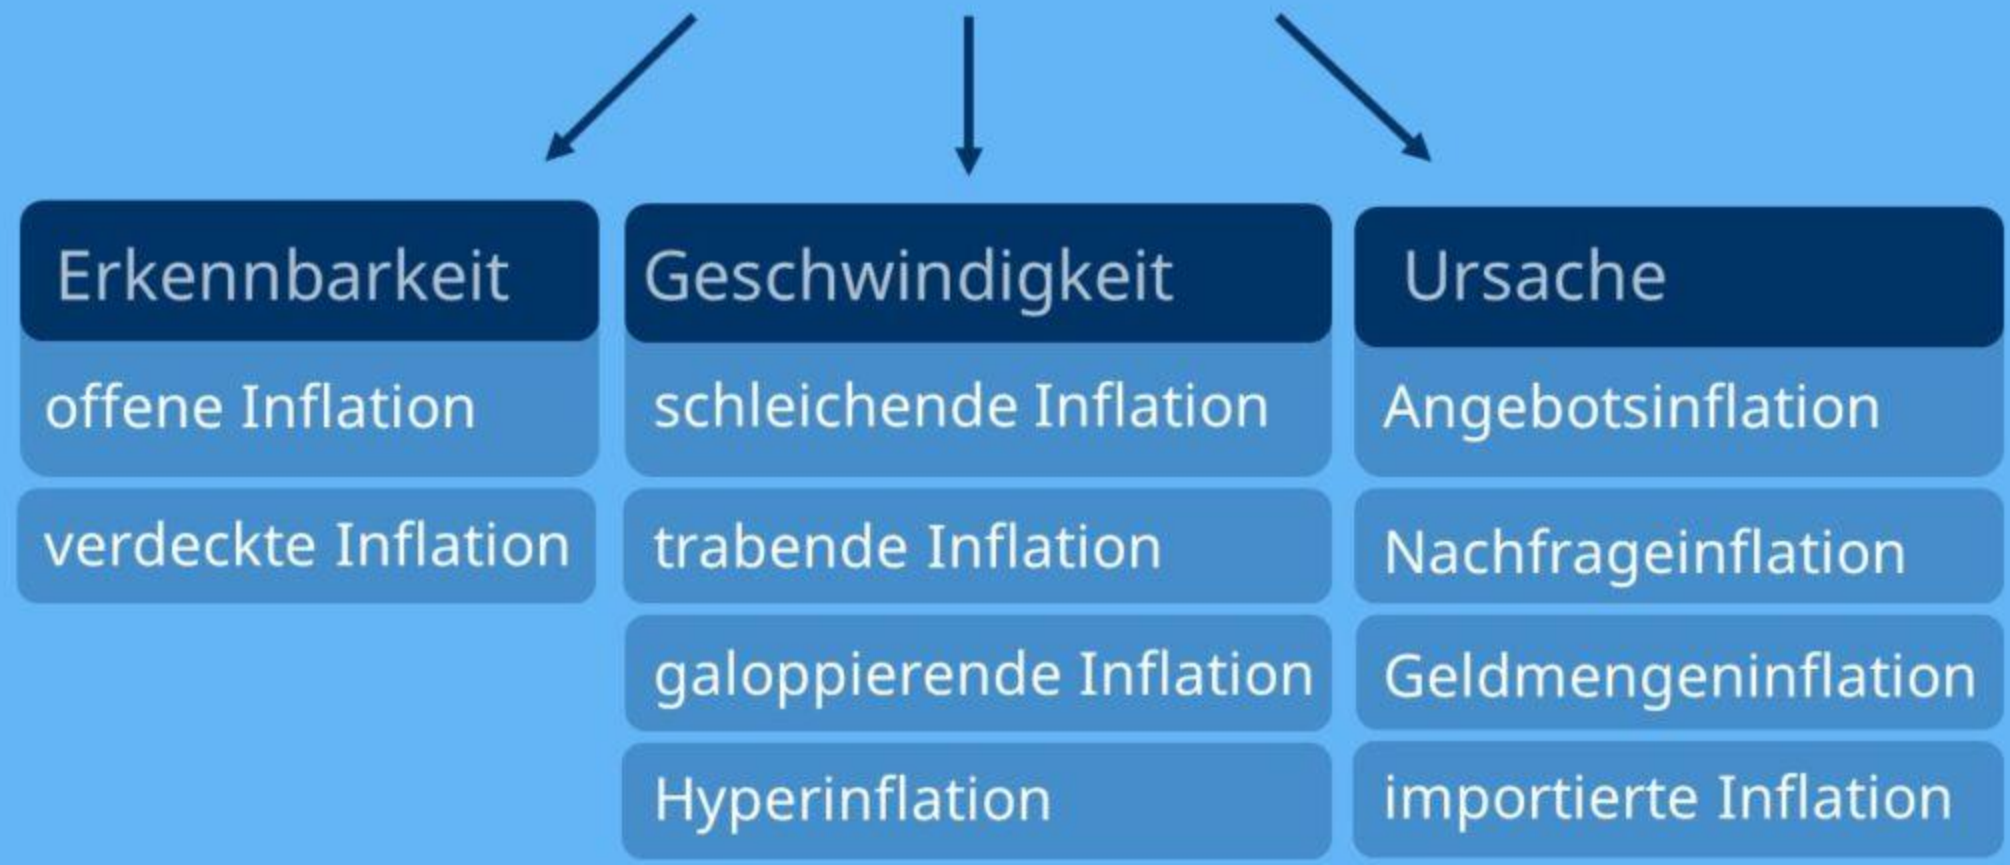 Erkennbarkeit
offene Inflation
verdeckte Inflation
Geschwindigkeit
schleichende Inflation
trabende Inflation
galoppierende Inflation
Hyperinflation
Ursache
Angebotsinflation
Nachfrageinflation
Geldmengeninflation
importierte Inflation